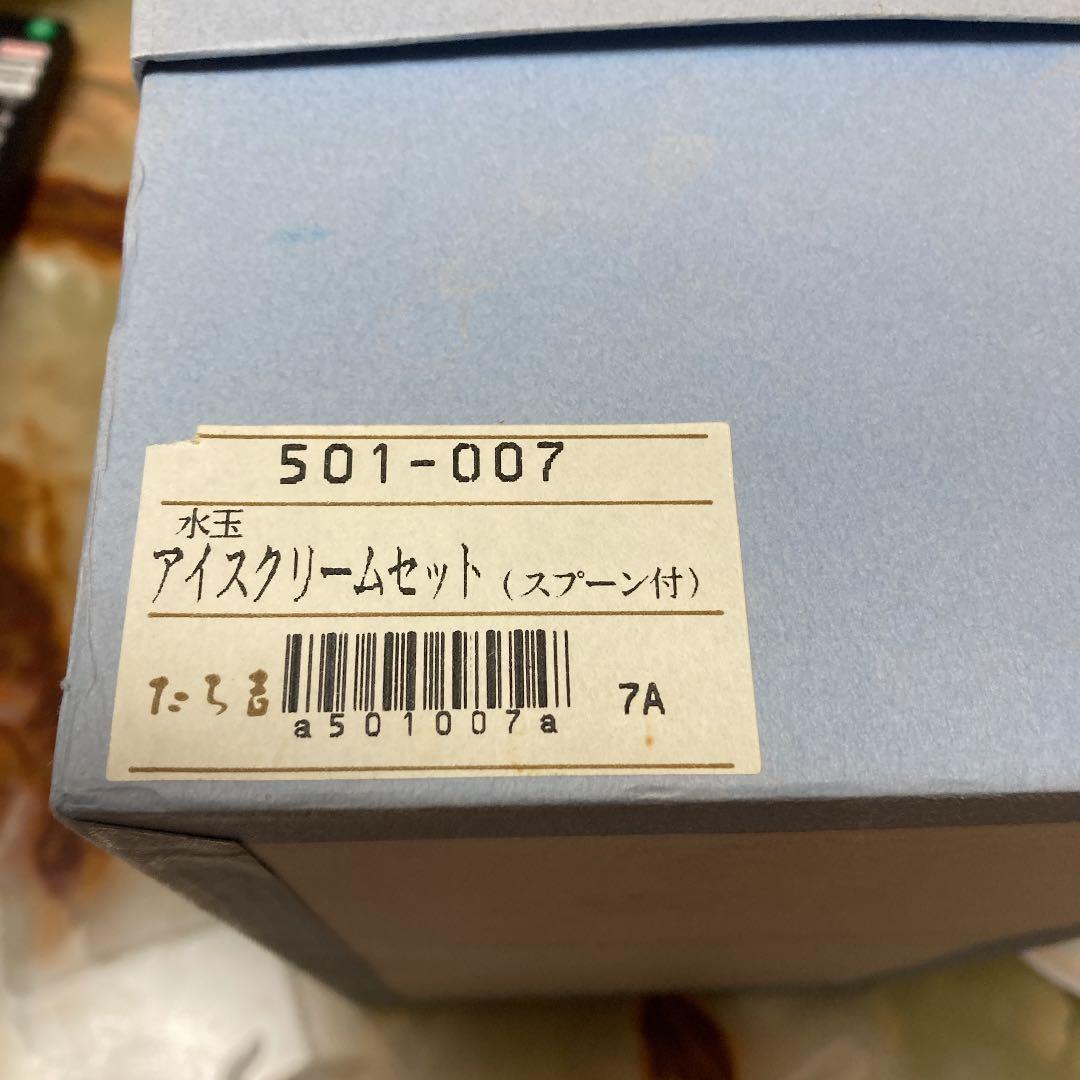 501-007
水玉
アイスクリームセット（スプーン付）
たち吉
a501007a
7A